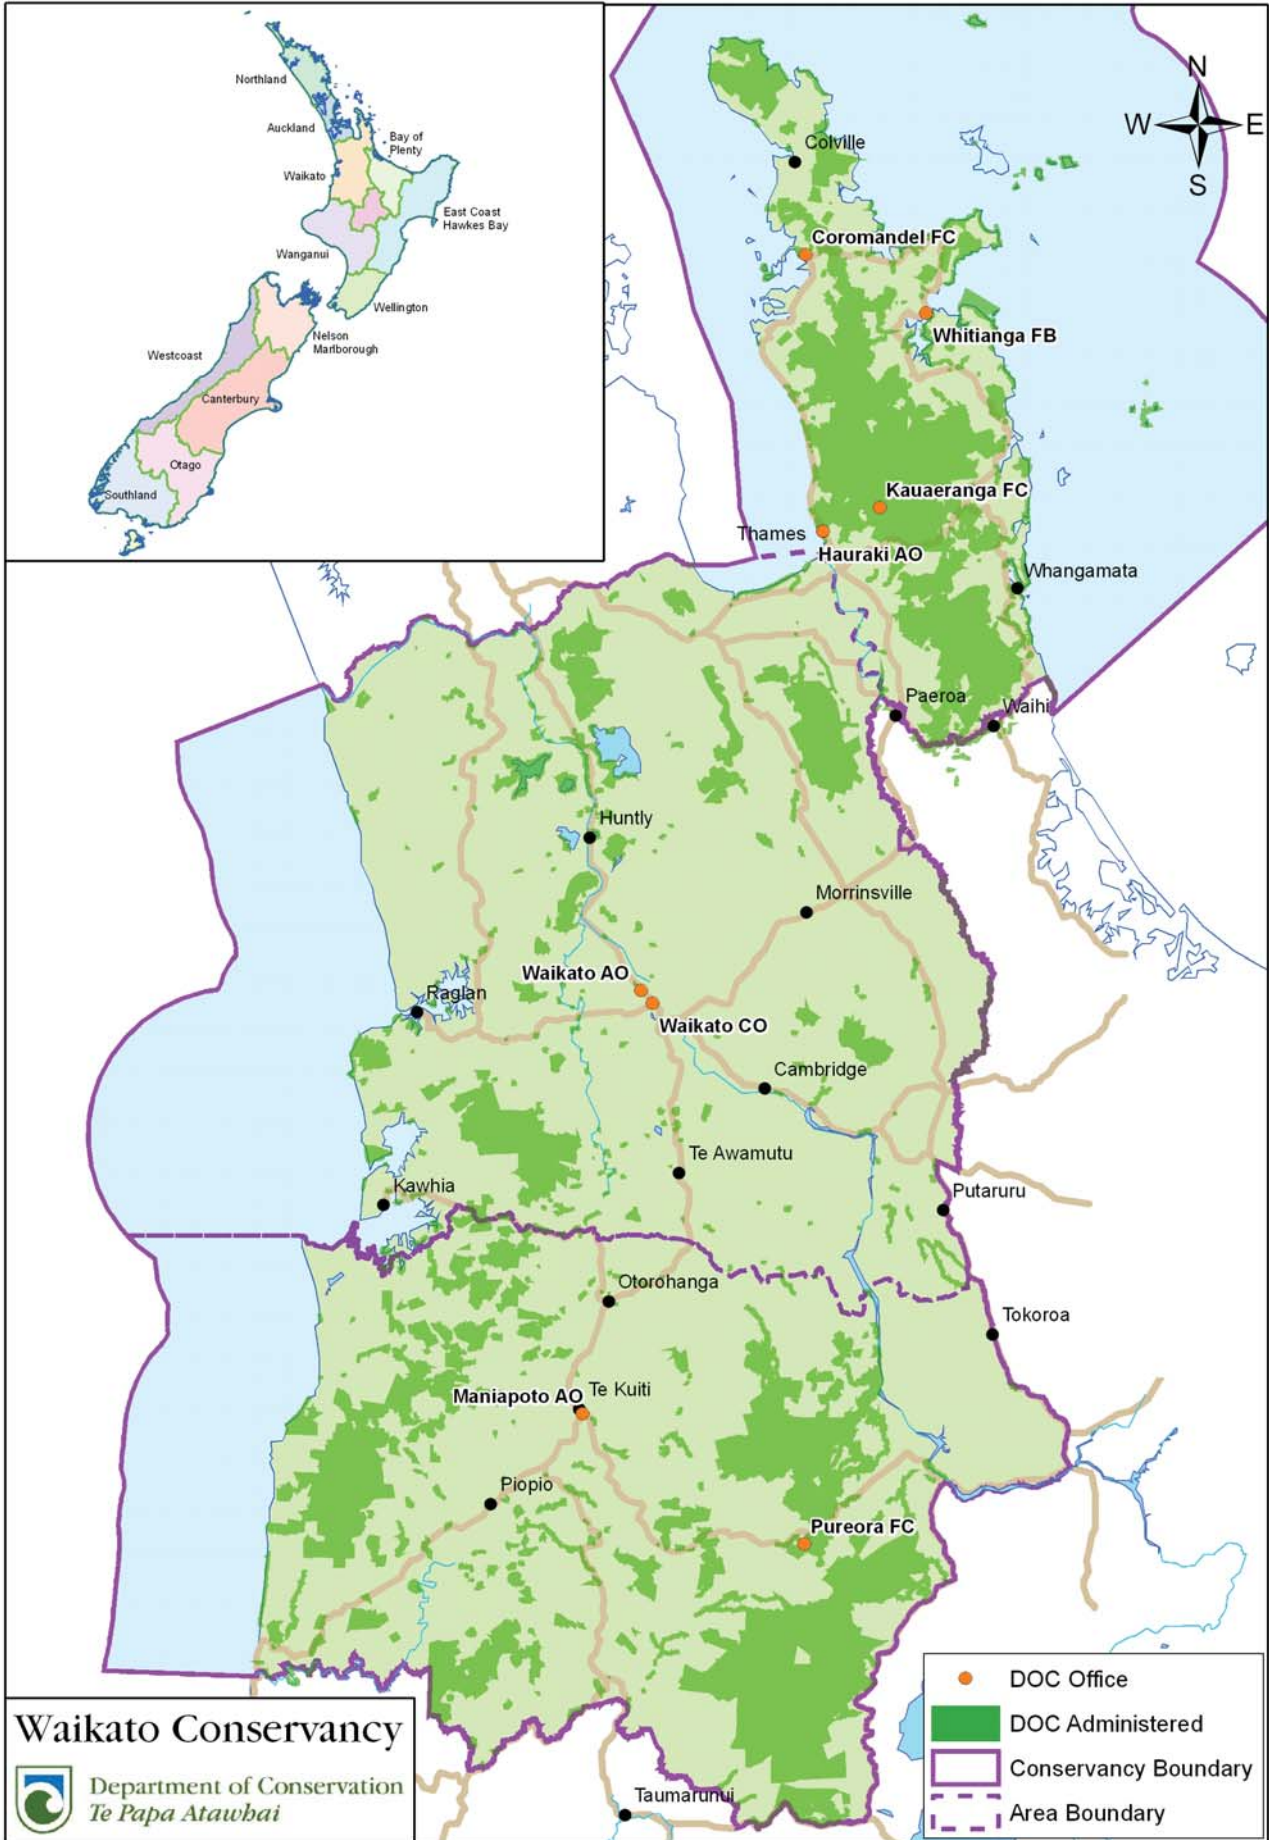 Northland
Auckland
Bay of
Plenty
Waikato
East Coast
Hawkes Bay
Wanganui
Wellington
Nelson
Marlborough
Westcoast
Canterbury
Otago
Southland
N
W
E
S
Colville
Coromandel FC
Whitianga FB
Kauaeranga FC
Thames
Hauraki AO
Whangamata
Paeroa
Waihi
Huntly
Morrinsville
Waikato AO
Raglan
Waikato CO
Cambridge
Te Awamutu
Kawhia
Putaruru
Otorohanga
Tokoroa
Maniapoto AO
Te Kuiti
Piopio
Pureora FC
Taumarunui
Waikato Conservancy
Department of Conservation
Te Papa Atawhai
DOC Office
DOC Administered
Conservancy Boundary
Area Boundary